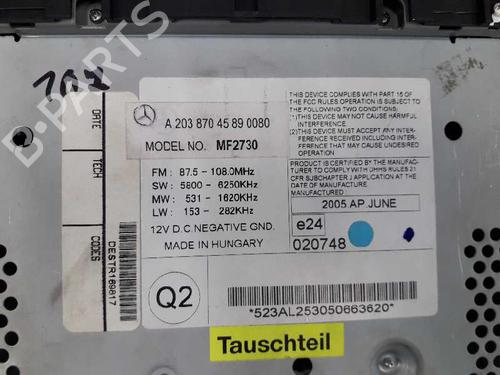 B PARTS
DATE
TECH
CODES
DESTR169817
A 203 870 45 89 0080
MODEL NO. MF2730
FM : 87.5 - 108.0MHz
SW : 5800 - 6250KHz
MW : 531 - 1620KHz
LW : 153 - 282KHz
12V D.C.NEGATIVE GND.
MADE IN HUNGARY
Q2
THIS DEVICE COMPLIES WITH PART 15 OF
THE FCC RULES OPERATION IS SUBJECT TO
THE FOLLOWING TWO CONDITIONS:
(1)THIS DEVICE MAY NOT CAUSE HARMFUL
INTERFERENCE AND
(2)THIS DEVICE MUST ACCEPT ANY INTER-
FERENCE RECEIVED INCLUDING INTER-
FERENCE THAT MAY CAUSE UNDESIRED
OPERATION
PRODUCT IS CERTIFIED BY MANUFACTURER
TO COMPLY WITH DHHS RULES 21
CFR SUBCHAPTER J APPLICABLE AT THE
DATE OF MANUFACTURE
MANUFACTURED :
2005 AP.JUNE
e24
020748
*523AL253050663620*
Tauschteil